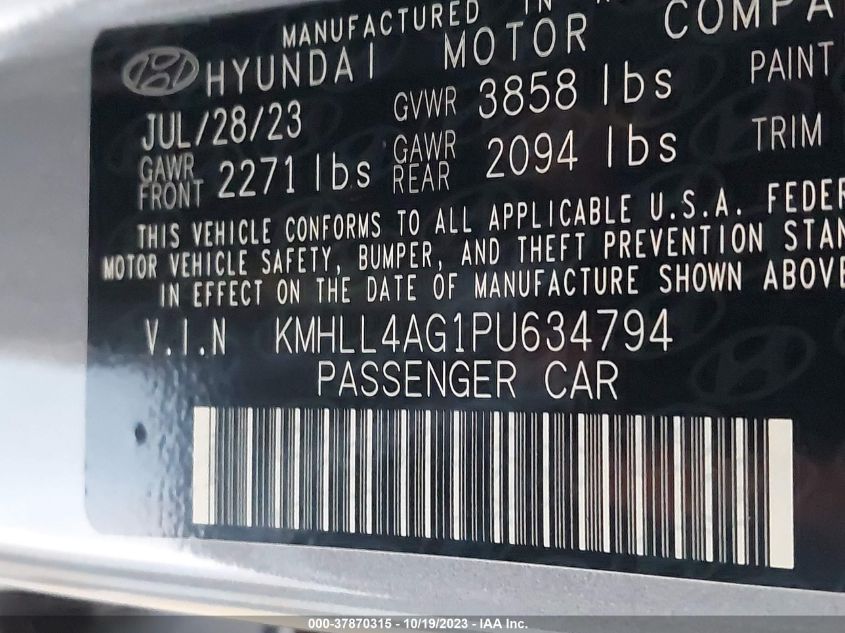 MANUFACTURED IN
HYUNDAI MOTOR COMPA
JUL/28/23 GVWR 3858 lbs PAINT
GAWR FRONT 2271 lbs GAWR REAR 2094 lbs TRIM
THIS VEHICLE CONFORMS TO ALL APPLICABLE U.S.A. FEDER
MOTOR VEHICLE SAFETY, BUMPER, AND THEFT PREVENTION STAN
IN EFFECT ON THE DATE OF MANUFACTURE SHOWN ABOVE
V.I.N KMHLL4AG1PU634794
PASSENGER CAR
000-37870315 - 10/19/2023 - IAA Inc.